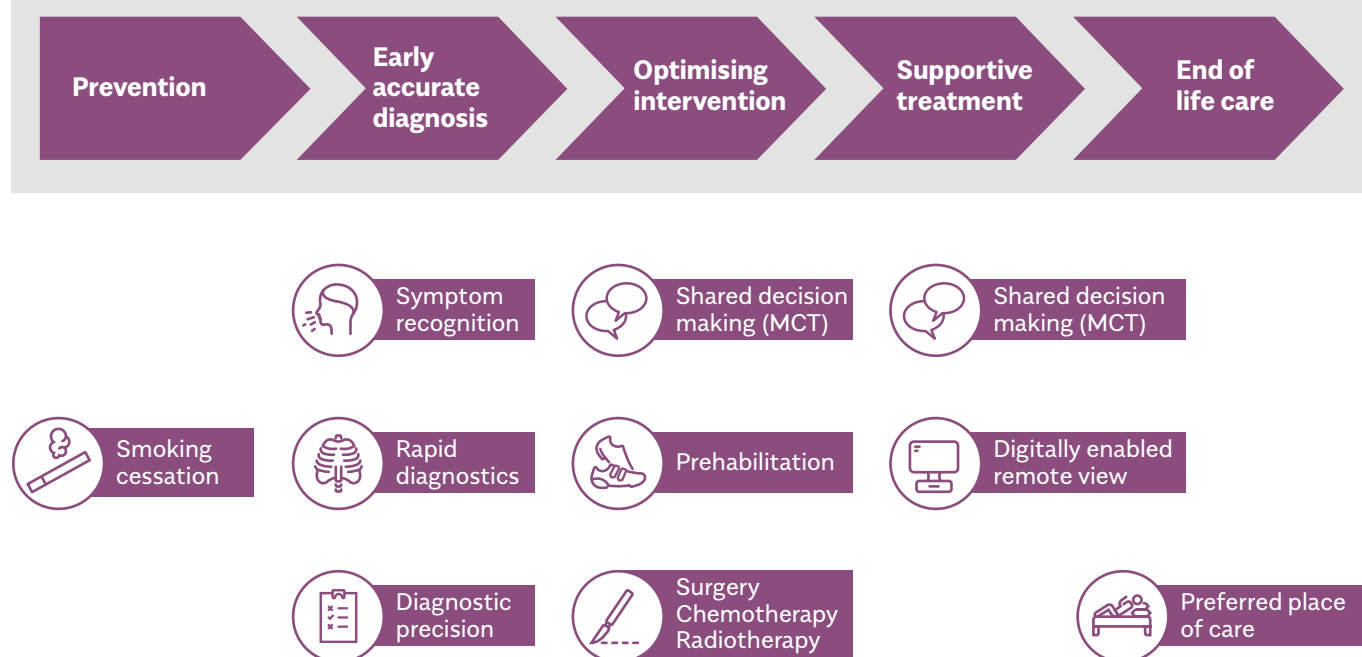 Prevention
Early
accurate
diagnosis
Optimising
intervention
Supportive
treatment
End of
life care
Symptom
recognition
Shared decision
making (MCT)
Shared decision
making (MCT)
Smoking
cessation
Rapid
diagnostics
Prehabilitation
Digitally enabled
remote view
Diagnostic
precision
Surgery
Chemotherapy
Radiotherapy
Preferred place
of care